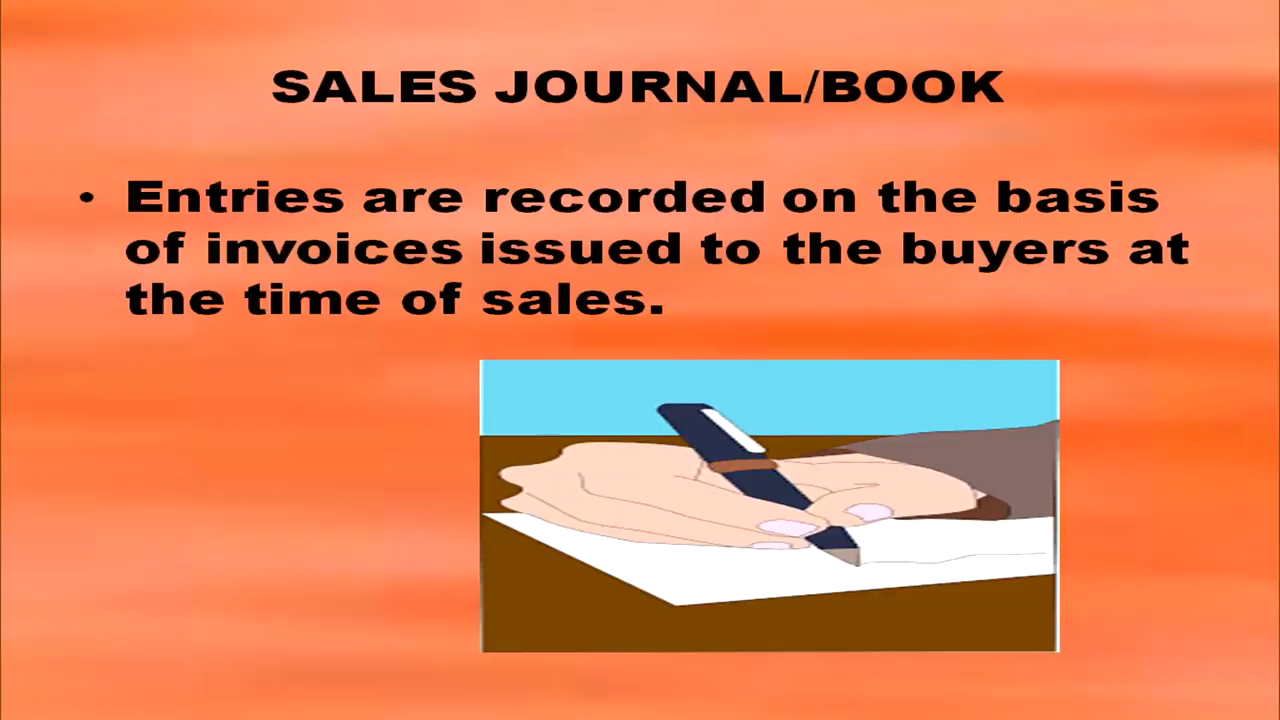 SALES JOURNAL/BOOK
• Entries are recorded on the basis
of invoices issued to the buyers at
the time of sales.